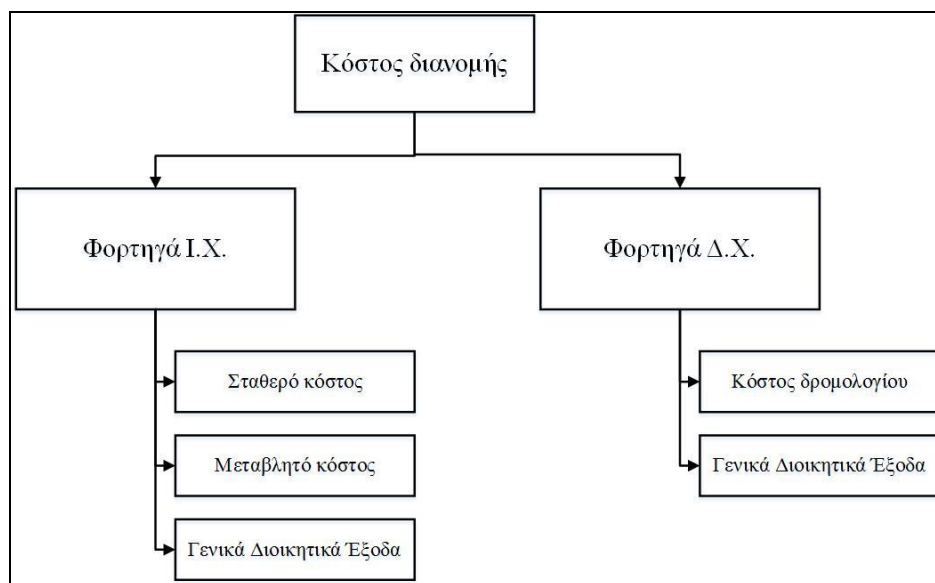 Κόστος διανομής
Φορτηγά Ι.Χ.
Φορτηγά Δ.Χ.
Σταθερό κόστος
Μεταβλητό κόστος
Γενικά Διοικητικά Έξοδα
Κόστος δρομολογίου
Γενικά Διοικητικά Έξοδα